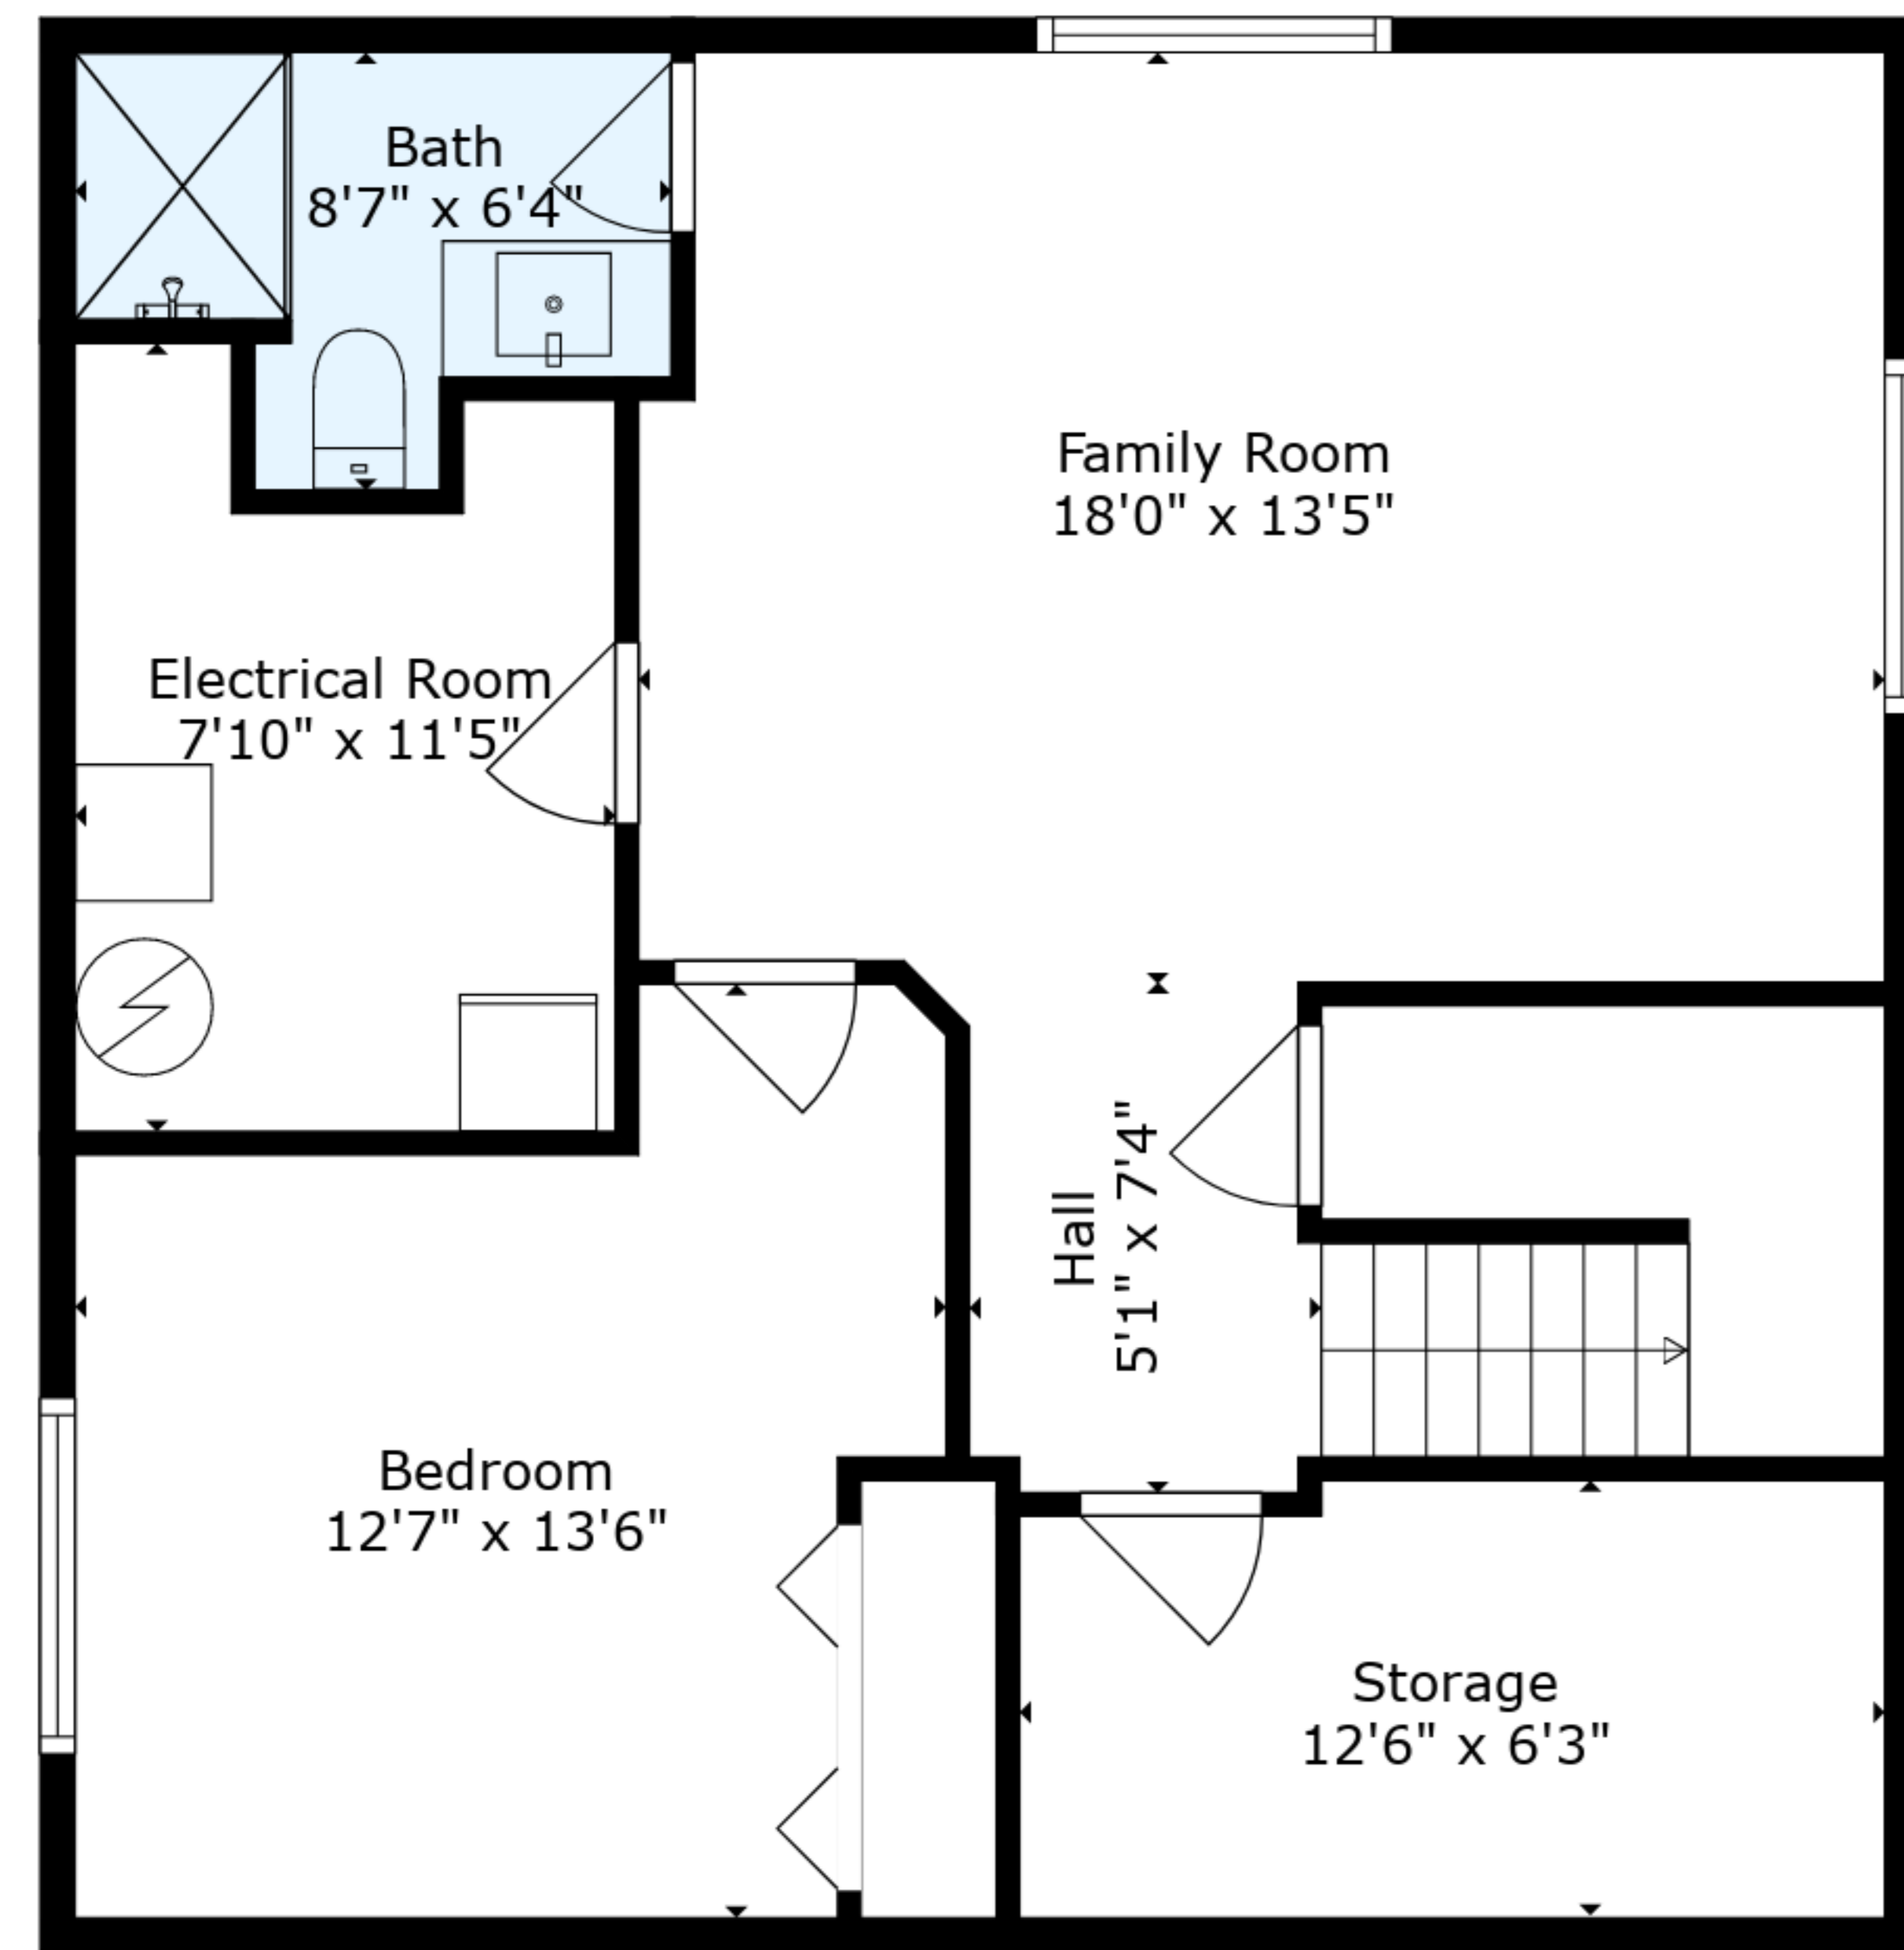 Bath
8'7" x 6'4"
Family Room
18'0" x 13'5"
Electrical Room
7'10" x 11'5"
Hall
5'1" x 7'4"
Bedroom
12'7" x 13'6"
Storage
12'6" x 6'3"